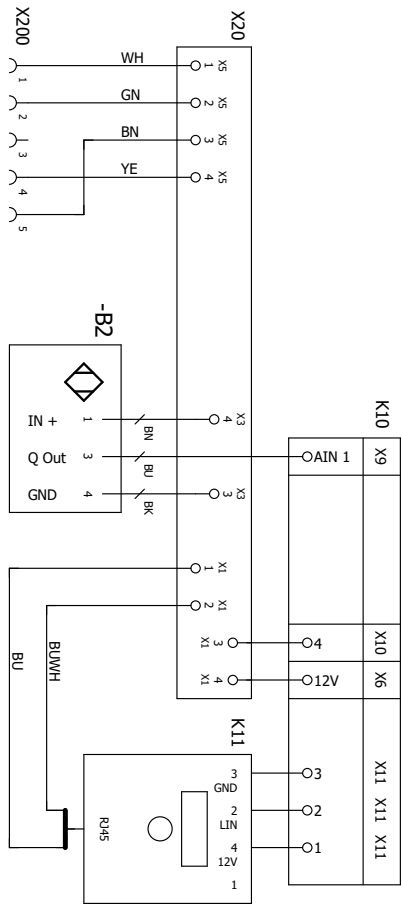 X200
X20
1
WH
1 X5
2
GN
2 X5
3
BN
3 X5
4
YE
4 X5
5
-B2
K10
IN +
1
BN
4 X3
Q Out
3
BU
AIN 1
X9
GND
4
BK
3 X3
1 X1
2 X1
BU
BUWH
X1 3
4
X10
X1 4
12V
X6
K11
RJ45
3
GND
3
X11
2
LIN
2
X11
4
12V
1
X11
1